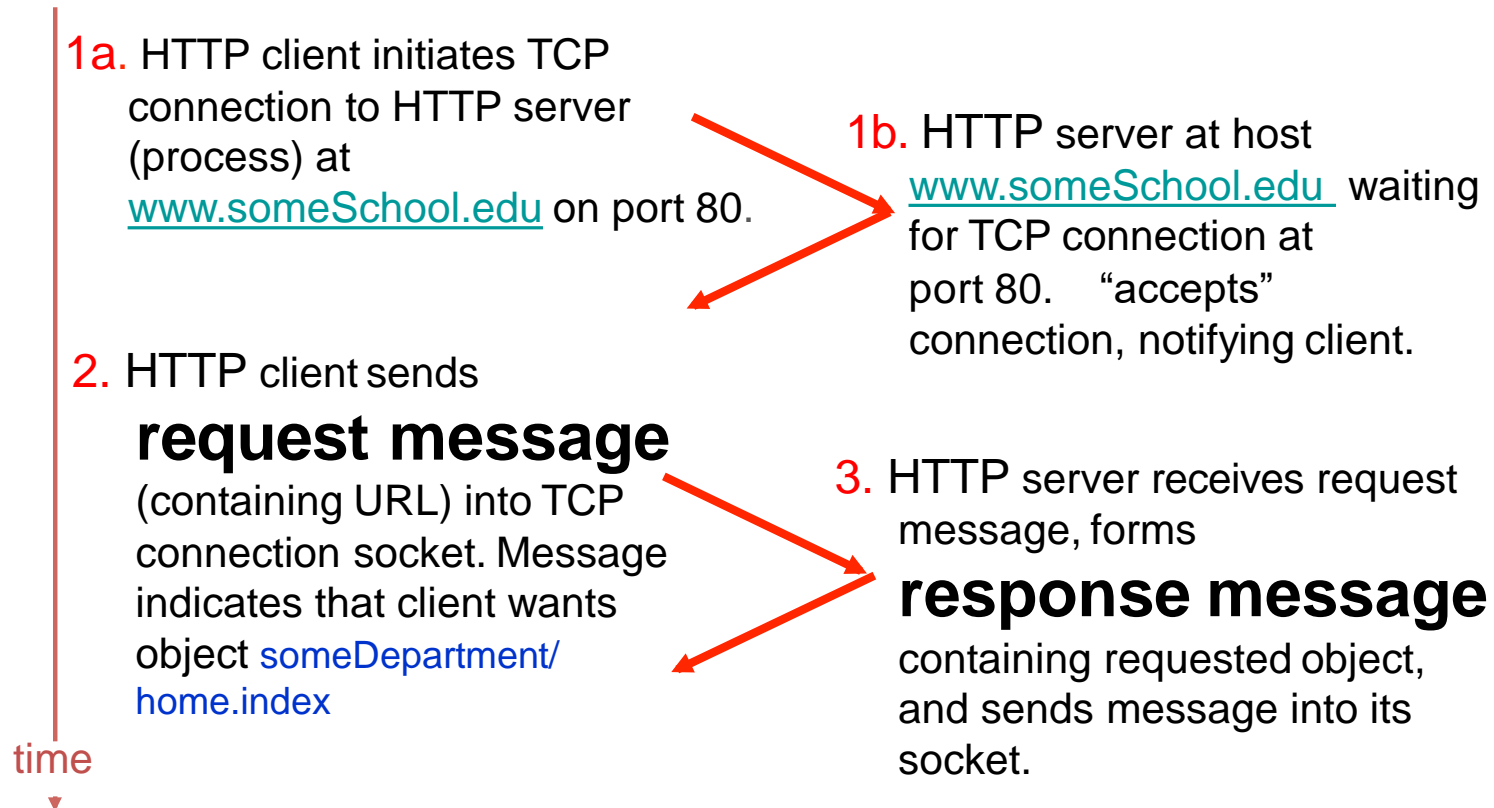 1a. HTTP client initiates TCP
connection to HTTP server
(process) at
www.someSchool.edu on port 80.
1b. HTTP server at host
www.someSchool.edu waiting
for TCP connection at
port 80. “accepts”
connection, notifying client.
2. HTTP client sends
request message
(containing URL) into TCP
connection socket. Message
indicates that client wants
object someDepartment/
home.index
3. HTTP server receives request
message, forms
response message
containing requested object,
and sends message into its
socket.
time